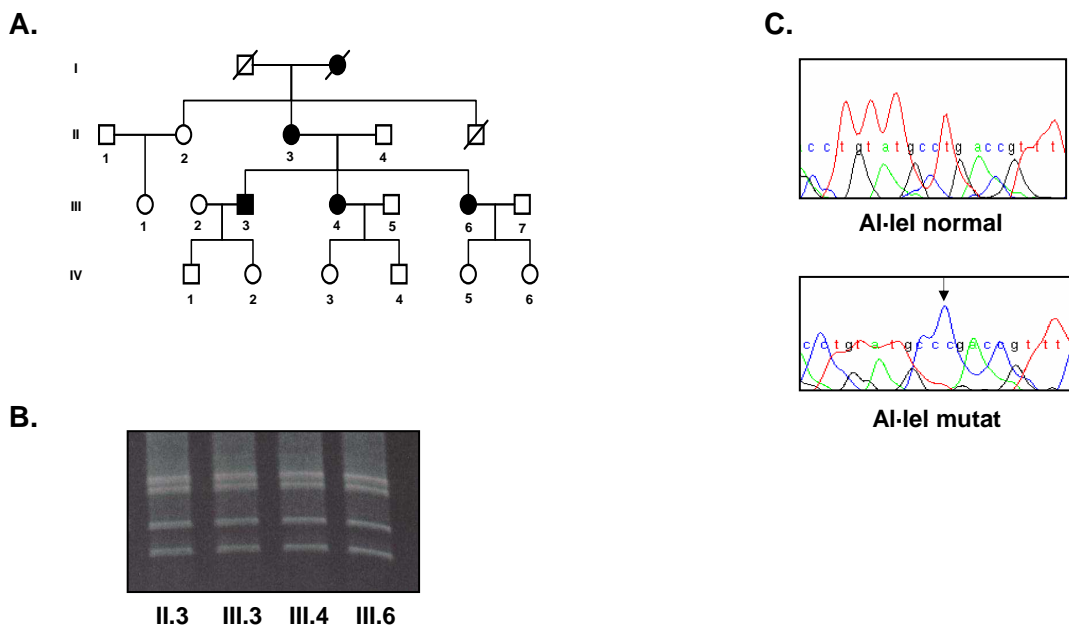 A.
I
II
1 2 3 4
III
1 2 3 4 5 6 7
IV
1 2 3 4 5 6
B.
II.3 III.3 III.4 III.6
C.
c c t g t a t g c c t g a c c g t t t
Al·lel normal
c c t g t a t g c c c g a c c g t t t
Al·lel mutat